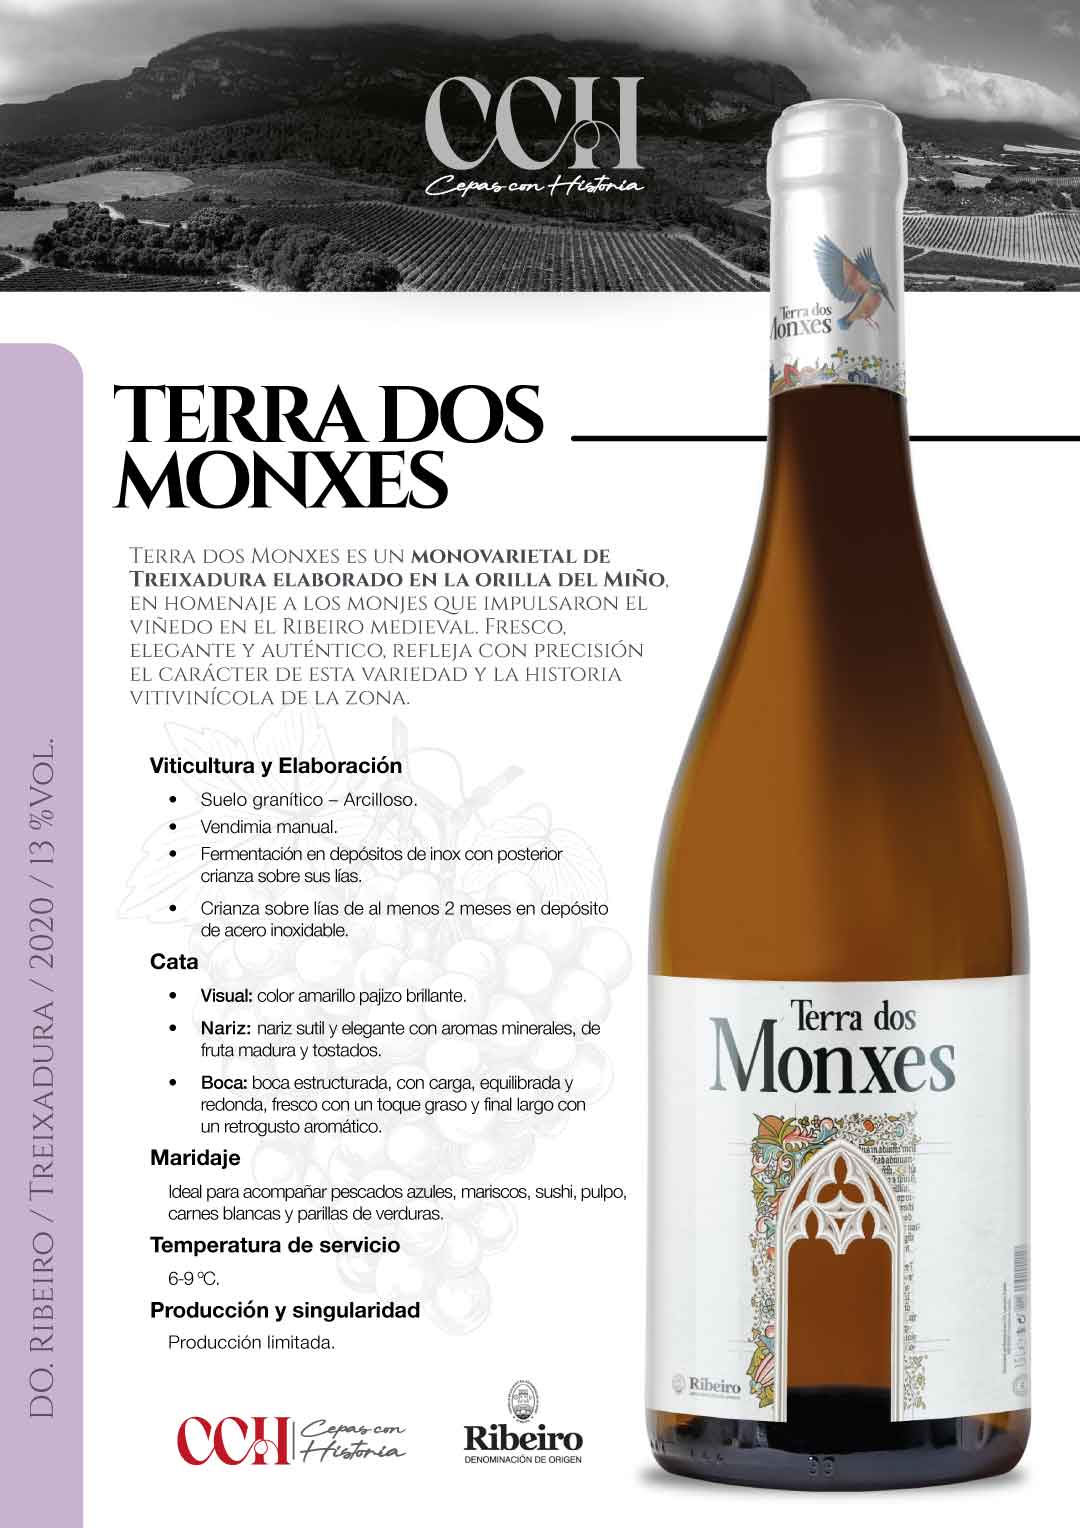 CCH
Cepas con Historia
Terra dos
Monxes
TERRA DOS
MONXES
Terra dos Monxes es un monovarietal de
Treixadura elaborado en la orilla del Miño,
en homenaje a los monjes que impulsaron el
viñedo en el Ribeiro medieval. Fresco,
elegante y auténtico, refleja con precisión
el carácter de esta variedad y la historia
vitivinícola de la zona.
Viticultura y Elaboración
• Suelo granítico – Arcilloso.
• Vendimia manual.
• Fermentación en depósitos de inox con posterior
crianza sobre sus lías.
• Crianza sobre lías de al menos 2 meses en depósito
de acero inoxidable.
Cata
• Visual: color amarillo pajizo brillante.
• Nariz: nariz sutil y elegante con aromas minerales, de
fruta madura y tostados.
• Boca: boca estructurada, con carga, equilibrada y
redonda, fresco con un toque graso y final largo con
un retrogusto aromático.
Maridaje
Ideal para acompañar pescados azules, mariscos, sushi, pulpo,
carnes blancas y parillas de verduras.
Temperatura de servicio
6-9 ºC.
Producción y singularidad
Producción limitada.
DO. Ribeiro / Treixadura / 2020 / 13 %Vol.
Terra dos
Monxes
Ribeiro
CCH
Cepas con
Historia
Ribeiro
DENOMINACIÓN DE ORIGEN